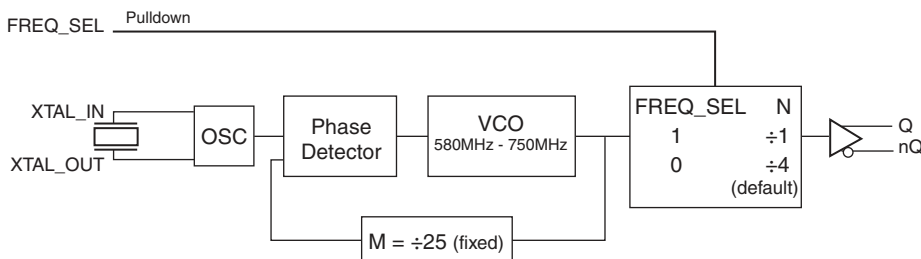 FREQ_SEL
Pulldown
XTAL_IN
XTAL_OUT
OSC
Phase
Detector
VCO
580MHz - 750MHz
FREQ_SEL N
1 ÷1
0 ÷4
(default)
Q
nQ
M = ÷25 (fixed)